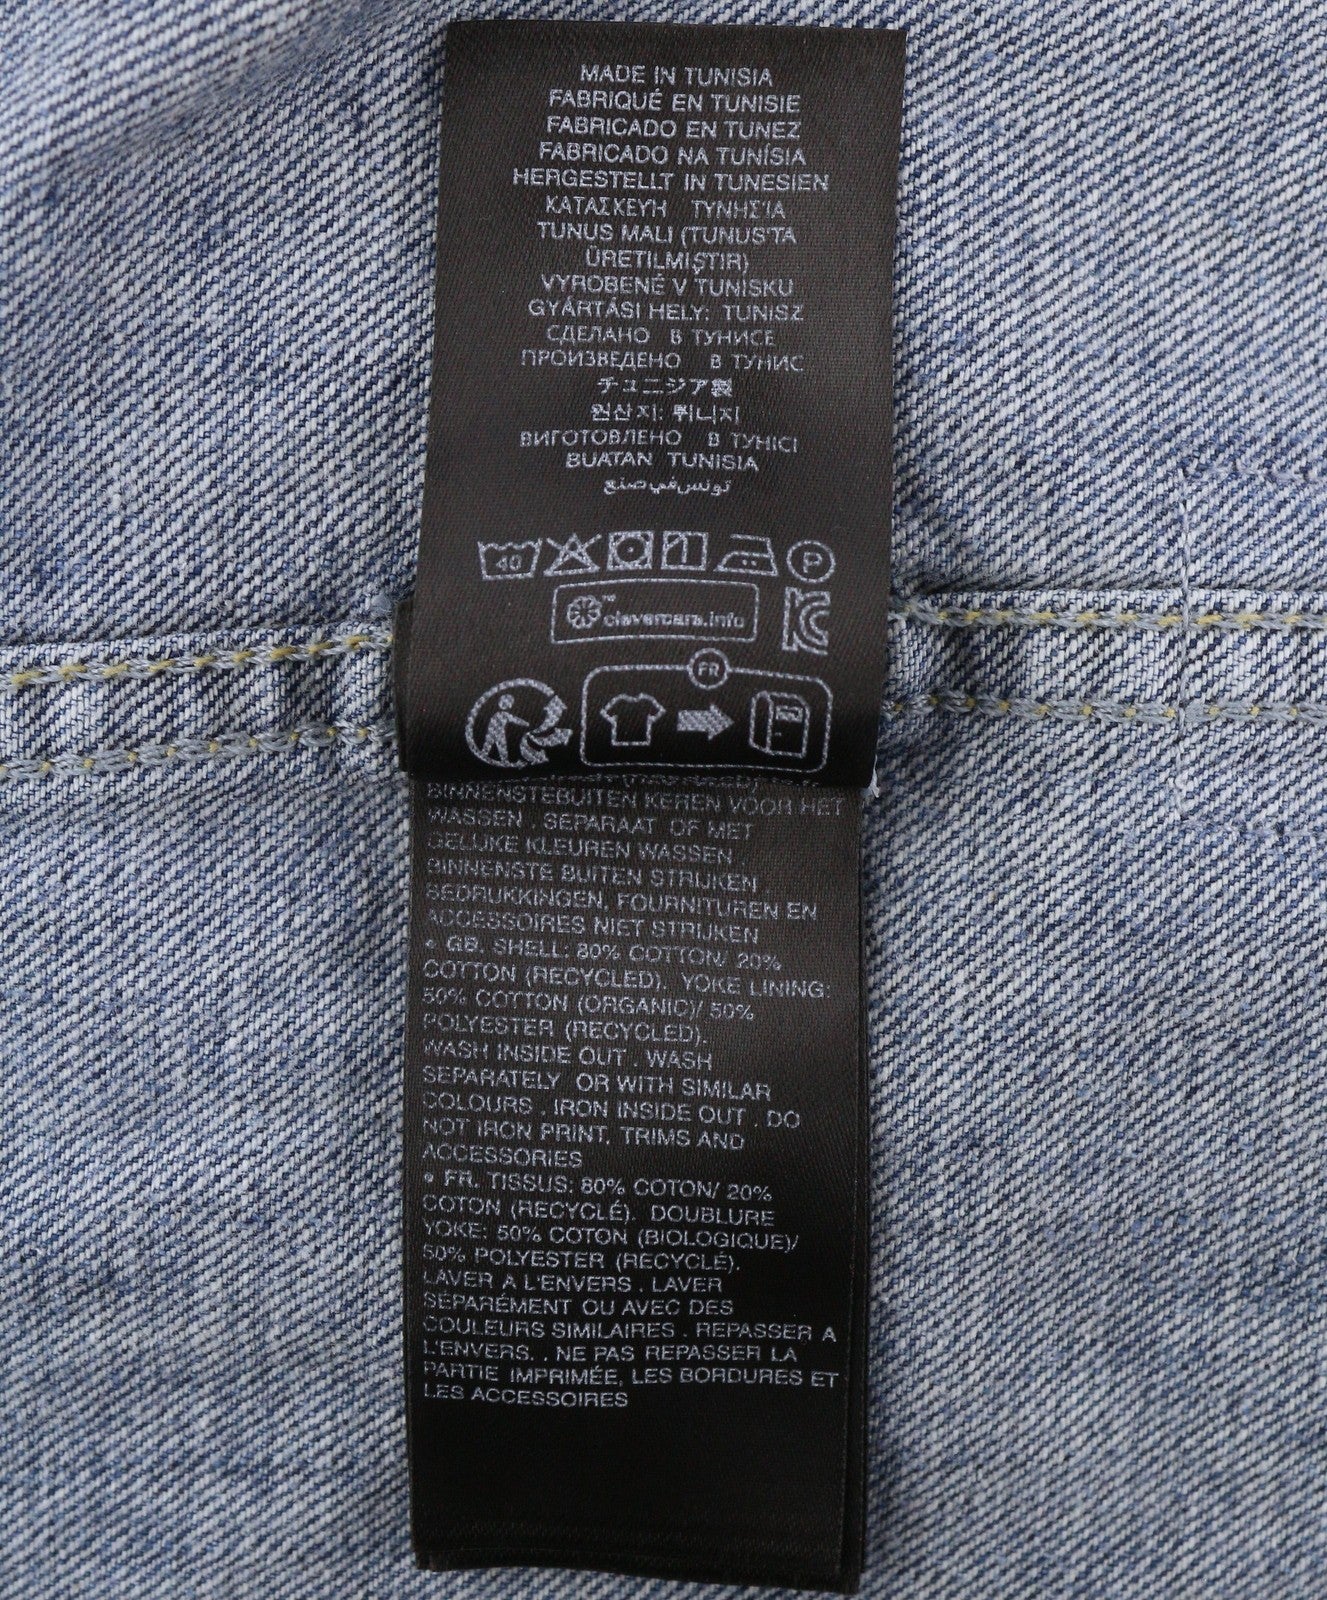 MADE IN TUNISIA
FABRIQUÉ EN TUNISIE
FABRICADO EN TUNEZ
FABRICADO NA TUNÍSIA
HERGESTELLT IN TUNESIEN
ΚΑΤΑΣΚΕΥΗ ΤΥΝΗΣΊΑ
TUNUS MALI (TUNUS'TA
ÜRETILMIŞTIR)
VYROBENÉ V TUNISKU
GYÁRTÁSI HELY: TUNISZ
СДЕЛАНО В ТУНИСЕ
ПРОИЗВЕДЕНО В ТУНИС
チュニジア製
원산지: 튀니지
ВИГОТОВЛЕНО В ТУНІСІ
BUATAN TUNISIA
تونس في صنع
40 1 P
clevercare.info
FR
BINNENSTEBUITEN KEREN VOOR HET
WASSEN . SEPARAAT OF MET
GELIJKE KLEUREN WASSEN .
BINNENSTE BUITEN STRIJKEN .
BEDRUKKINGEN, FOURNITUREN EN
ACCESSOIRES NIET STRIJKEN
• GB. SHELL: 80% COTTON/ 20%
COTTON (RECYCLED). YOKE LINING:
50% COTTON (ORGANIC)/ 50%
POLYESTER (RECYCLED).
WASH INSIDE OUT . WASH
SEPARATELY OR WITH SIMILAR
COLOURS . IRON INSIDE OUT . DO
NOT IRON PRINT, TRIMS AND
ACCESSORIES
• FR. TISSUS: 80% COTON/ 20%
COTON (RECYCLÉ). DOUBLURE
YOKE: 50% COTON (BIOLOGIQUE)/
50% POLYESTER (RECYCLÉ).
LAVER A L'ENVERS . LAVER
SÉPARÉMENT OU AVEC DES
COULEURS SIMILAIRES . REPASSER A
L'ENVERS. . NE PAS REPASSER LA
PARTIE IMPRIMÉE, LES BORDURES ET
LES ACCESSOIRES